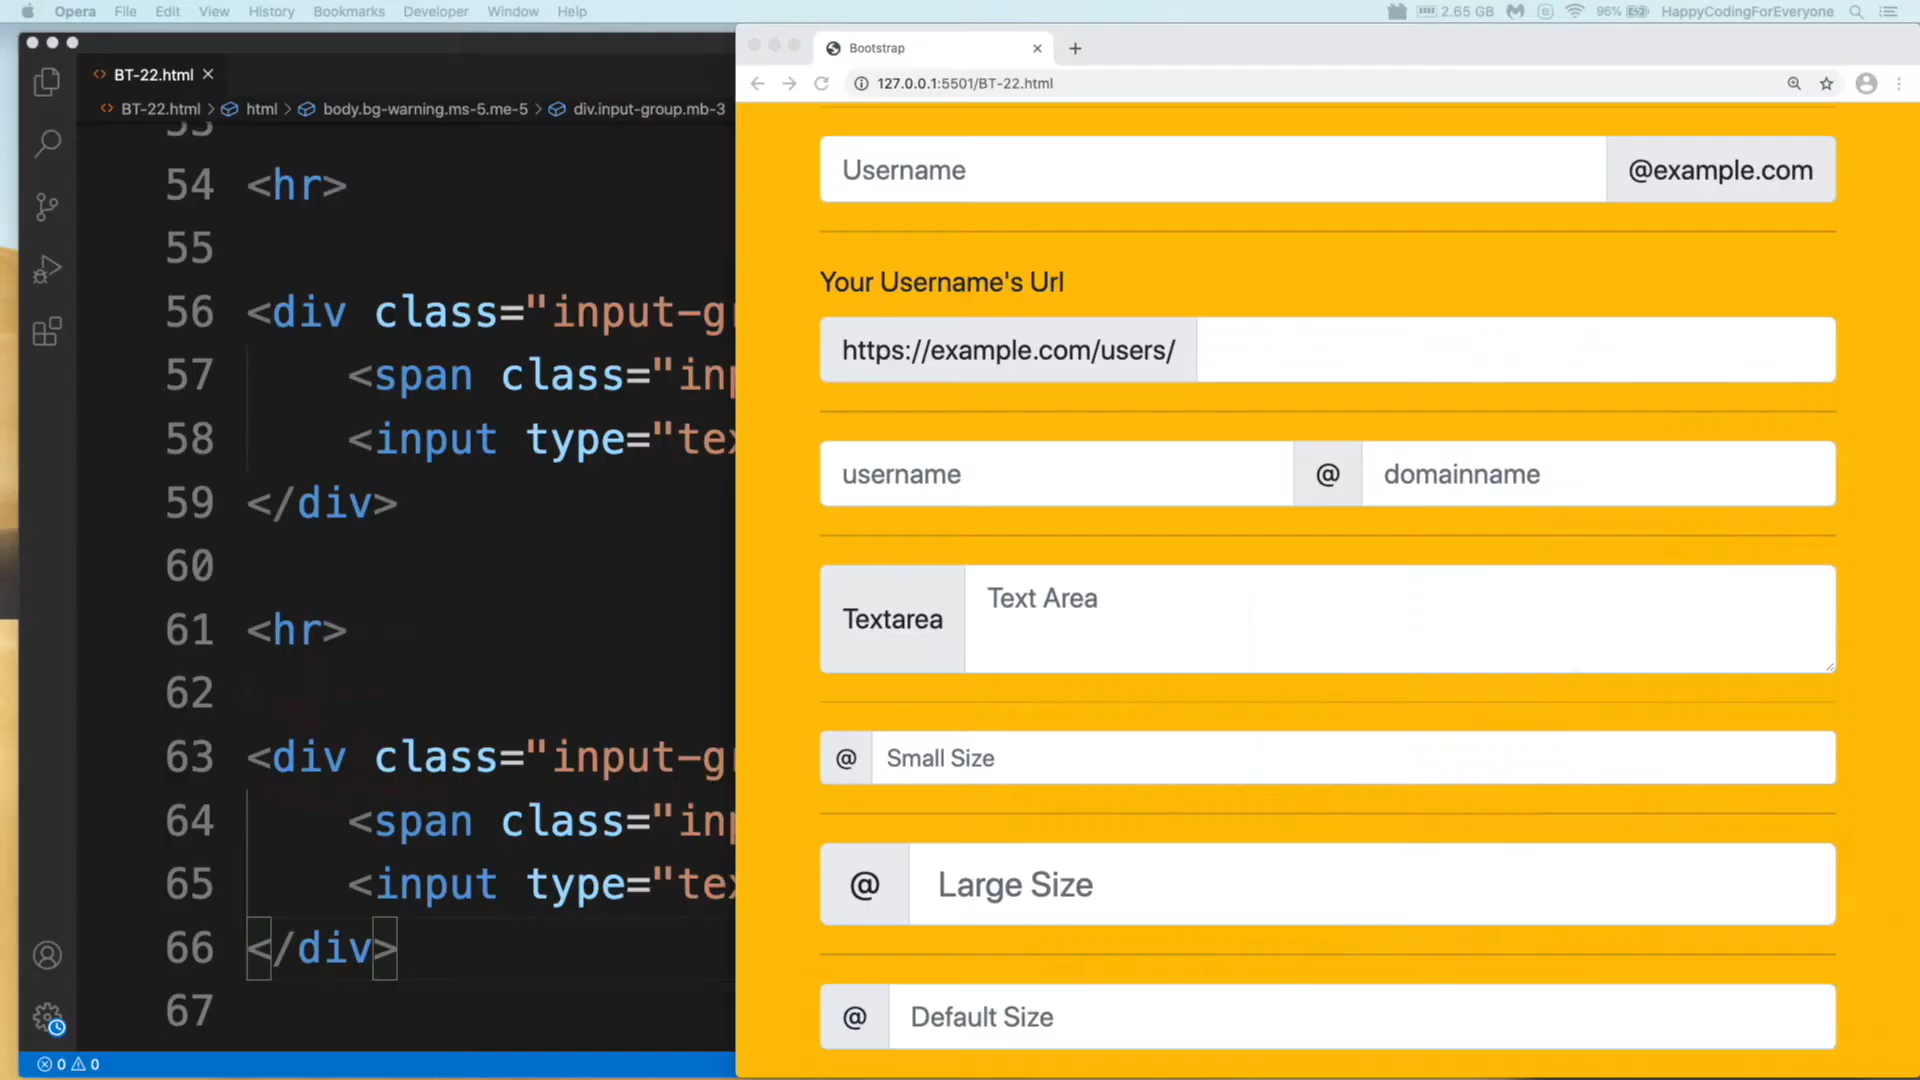 Opera File Edit View History Bookmarks Developer Window Help 2.65 GB 96% HappyCodingForEveryone
BT-22.html
BT-22.html > html > body.bg-warning.ms-5.me-5 > div.input-group.mb-3
53
54 <hr>
55
56 <div class="input-g
57 <span class="inp
58 <input type="te
59 </div>
60
61 <hr>
62
63 <div class="input-g
64 <span class="inp
65 <input type="te
66 </div>
67
0 0
Bootstrap
127.0.0.1:5501/BT-22.html
Username @example.com
Your Username's Url
https://example.com/users/
username @ domainname
Textarea Text Area
@ Small Size
@ Large Size
@ Default Size